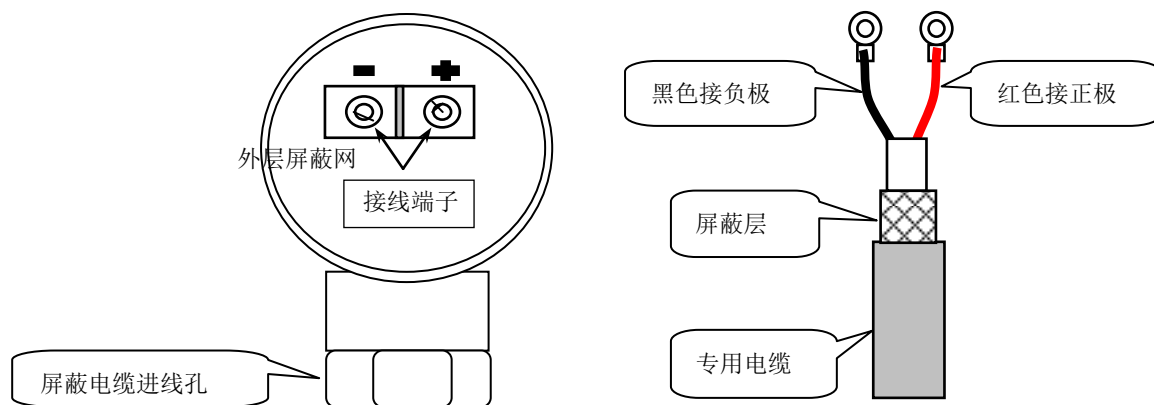 外层屏蔽网
接线端子
屏蔽电缆进线孔
黑色接负极
红色接正极
屏蔽层
专用电缆